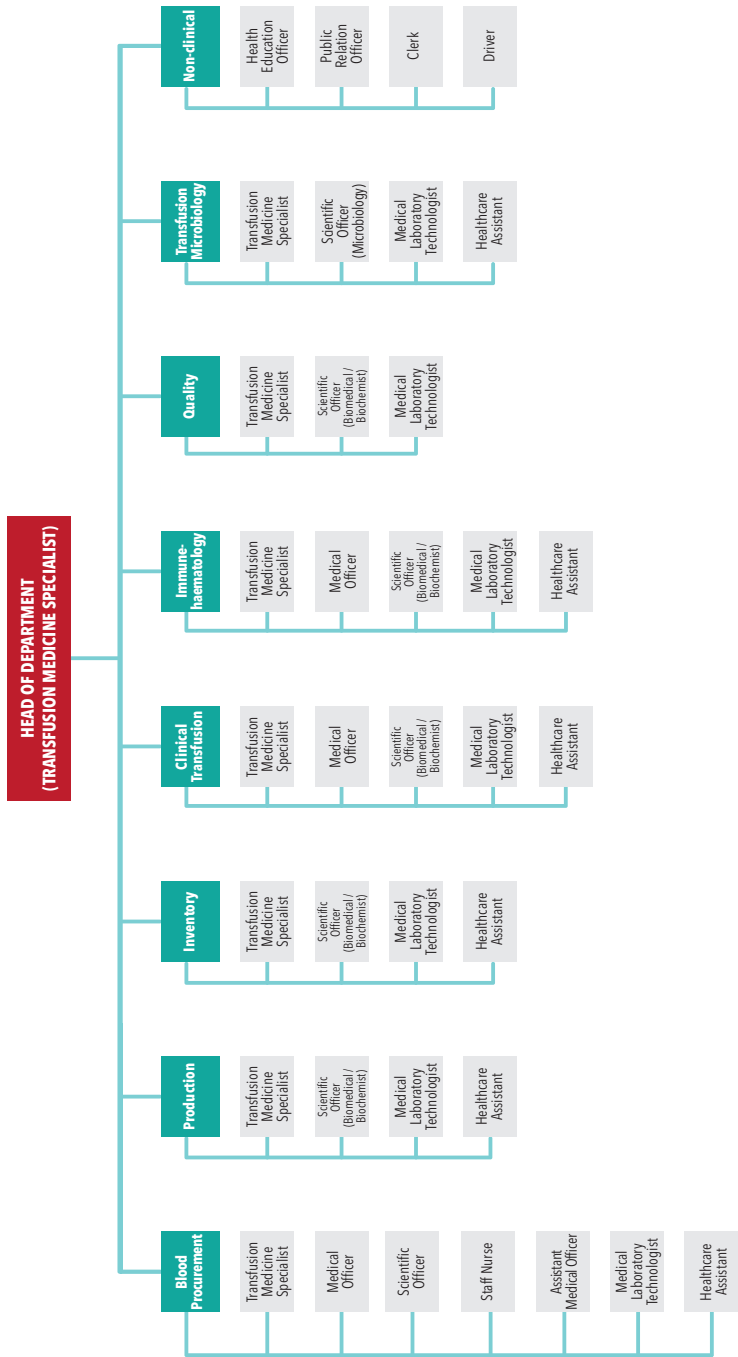 HEAD OF DEPARTMENT
(TRANSFUSION MEDICINE SPECIALIST)
Blood
Procurement
Transfusion
Medicine
Specialist
Medical
Officer
Scientific
Officer
Staff Nurse
Assistant
Medical Officer
Medical
Laboratory
Technologist
Healthcare
Assistant
Production
Transfusion
Medicine
Specialist
Scientific
Officer
(Biomedical /
Biochemist)
Medical
Laboratory
Technologist
Healthcare
Assistant
Inventory
Transfusion
Medicine
Specialist
Scientific
Officer
(Biomedical /
Biochemist)
Medical
Laboratory
Technologist
Healthcare
Assistant
Clinical
Transfusion
Transfusion
Medicine
Specialist
Medical
Officer
Scientific
Officer
(Biomedical /
Biochemist)
Medical
Laboratory
Technologist
Healthcare
Assistant
Immune-
haematology
Transfusion
Medicine
Specialist
Medical
Officer
Scientific
Officer
(Biomedical /
Biochemist)
Medical
Laboratory
Technologist
Healthcare
Assistant
Quality
Transfusion
Medicine
Specialist
Scientific
Officer
(Biomedical /
Biochemist)
Medical
Laboratory
Technologist
Transfusion
Microbiology
Transfusion
Medicine
Specialist
Scientific
Officer
(Microbiology)
Medical
Laboratory
Technologist
Healthcare
Assistant
Non-clinical
Health
Education
Officer
Public
Relation
Officer
Clerk
Driver